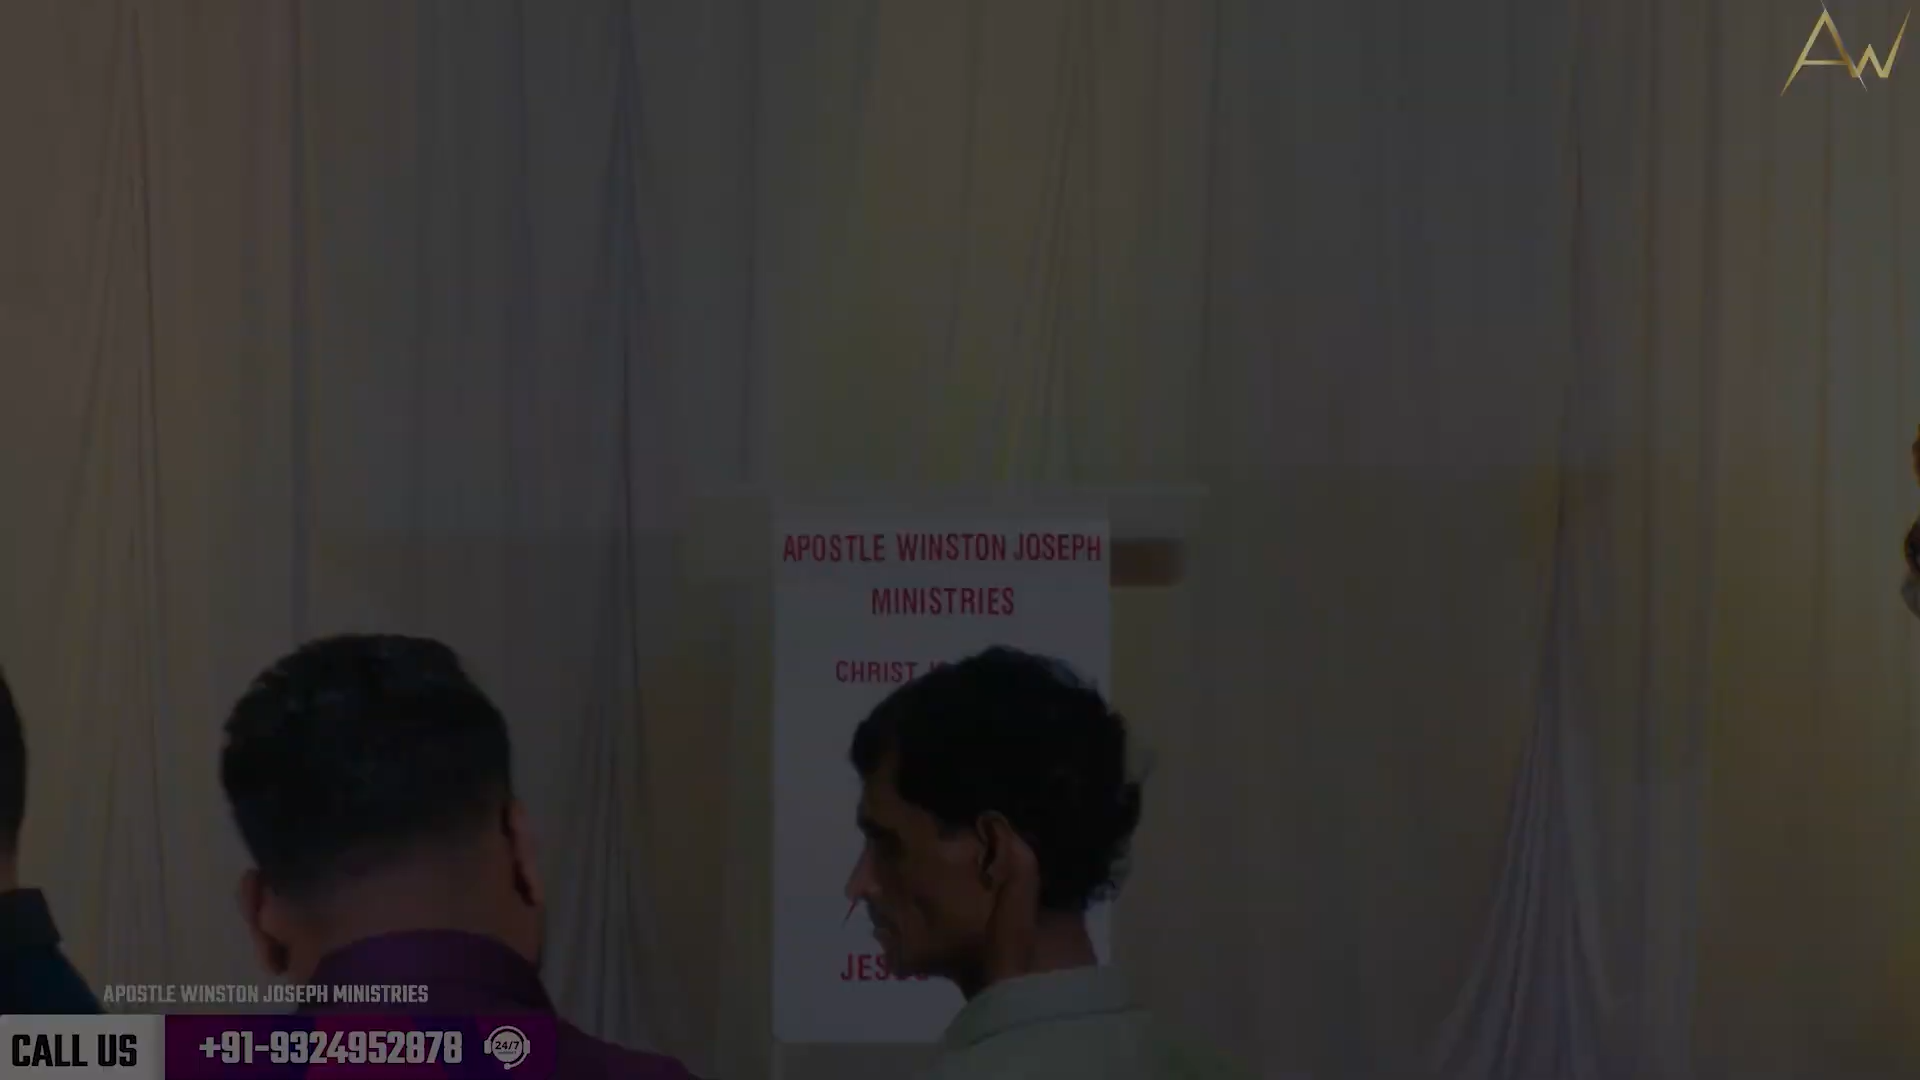 AW
APOSTLE WINSTON JOSEPH
MINISTRIES
CHRIST
APOSTLE WINSTON JOSEPH MINISTRIES
CALL US
+91-9324952878
24/7